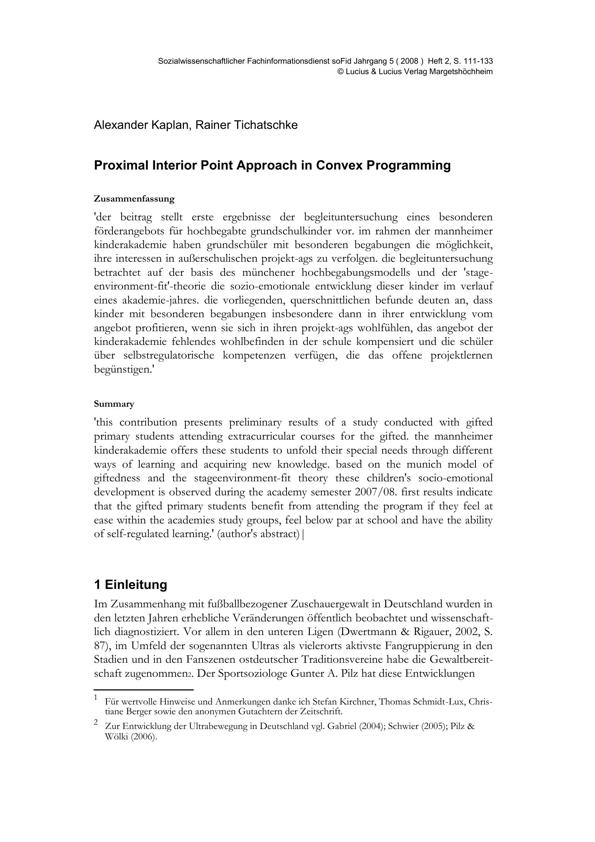 Sozialwissenschaftlicher Fachinformationsdienst soFid Jahrgang 5 ( 2008 ) Heft 2, S. 111-133
© Lucius & Lucius Verlag Margetshöchheim
Alexander Kaplan, Rainer Tichatschke
Proximal Interior Point Approach in Convex Programming
Zusammenfassung
'der beitrag stellt erste ergebnisse der begleituntersuchung eines besonderen
förderangebots für hochbegabte grundschulkinder vor. im rahmen der mannheimer
kinderakademie haben grundschüler mit besonderen begabungen die möglichkeit,
ihre interessen in außerschulischen projekt-ags zu verfolgen. die begleituntersuchung
betrachtet auf der basis des münchener hochbegabungsmodells und der 'stage-
environment-fit'-theorie die sozio-emotionale entwicklung dieser kinder im verlauf
eines akademie-jahres. die vorliegenden, querschnittlichen befunde deuten an, dass
kinder mit besonderen begabungen insbesondere dann in ihrer entwicklung vom
angebot profitieren, wenn sie sich in ihren projekt-ags wohlfühlen, das angebot der
kinderakademie fehlendes wohlbefinden in der schule kompensiert und die schüler
über selbstregulatorische kompetenzen verfügen, die das offene projektlernen
begünstigen.'
Summary
'this contribution presents preliminary results of a study conducted with gifted
primary students attending extracurricular courses for the gifted. the mannheimer
kinderakademie offers these students to unfold their special needs through different
ways of learning and acquiring new knowledge. based on the munich model of
giftedness and the stageenvironment-fit theory these children's socio-emotional
development is observed during the academy semester 2007/08. first results indicate
that the gifted primary students benefit from attending the program if they feel at
ease within the academies study groups, feel below par at school and have the ability
of self-regulated learning.' (author's abstract)|
1 Einleitung
Im Zusammenhang mit fußballbezogener Zuschauergewalt in Deutschland wurden in
den letzten Jahren erhebliche Veränderungen öffentlich beobachtet und wissenschaft-
lich diagnostiziert. Vor allem in den unteren Ligen (Dwertmann & Rigauer, 2002, S.
87), im Umfeld der sogenannten Ultras als vielerorts aktivste Fangruppierung in den
Stadien und in den Fanszenen ostdeutscher Traditionsvereine habe die Gewaltbereit-
schaft zugenommen2. Der Sportsoziologe Gunter A. Pilz hat diese Entwicklungen
1 Für wertvolle Hinweise und Anmerkungen danke ich Stefan Kirchner, Thomas Schmidt-Lux, Chris-
tiane Berger sowie den anonymen Gutachtern der Zeitschrift.
2 Zur Entwicklung der Ultrabewegung in Deutschland vgl. Gabriel (2004); Schwier (2005); Pilz &
Wölki (2006).